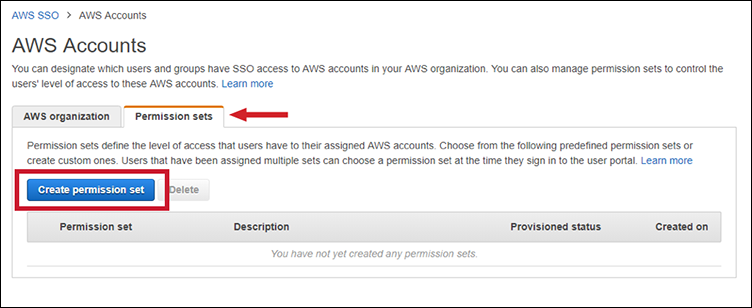 AWS SSO > AWS Accounts
AWS Accounts
You can designate which users and groups have SSO access to AWS accounts in your AWS organization. You can also manage permission sets to control the
users' level of access to these AWS accounts. Learn more
AWS organization Permission sets
Permission sets define the level of access that users have to their assigned AWS accounts. Choose from the following predefined permission sets or
create custom ones. Users that have been assigned multiple sets can choose a permission set at the time they sign in to the user portal. Learn more
Create permission set Delete
Permission set Description Provisioned status Created on
You have not yet created any permission sets.